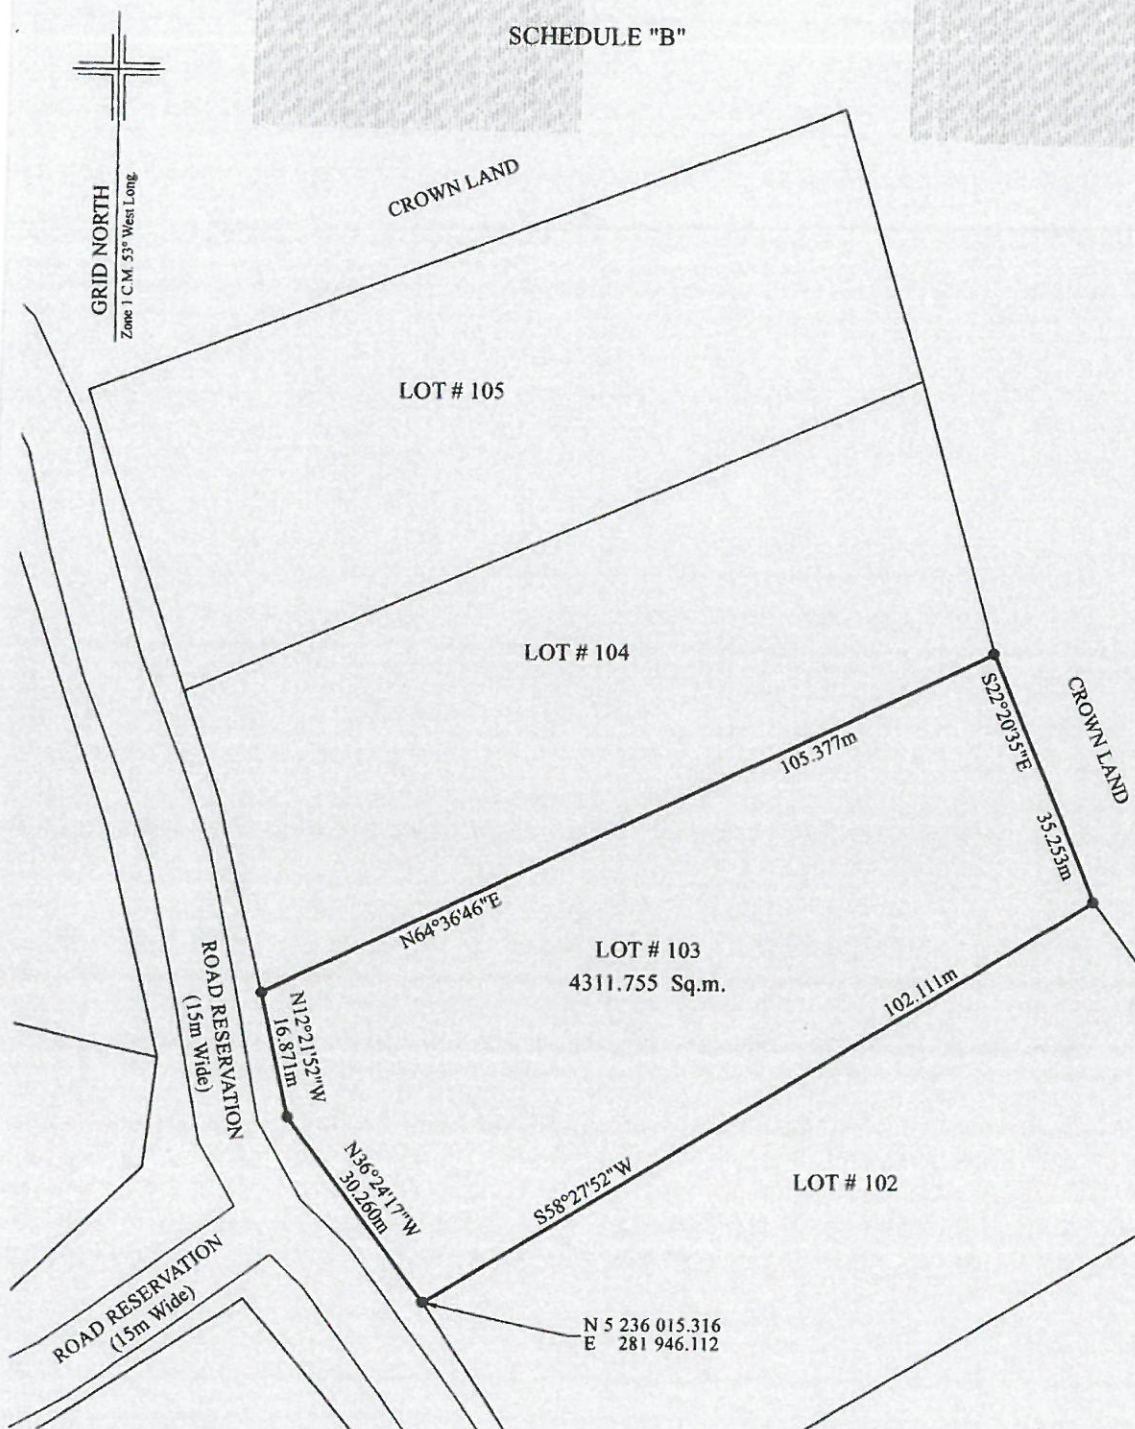 SCHEDULE "B"
GRID NORTH
Zone 1 C.M. 53° West Long.
CROWN LAND
LOT # 105
LOT # 104
CROWN LAND
S22°20'35"E
35.253m
105.377m
N64°36'46"E
LOT # 103
4311.755 Sq.m.
102.111m
S58°27'52"W
N12°21'52"W
16.871m
ROAD RESERVATION
(15m Wide)
N36°24'17"W
30.260m
LOT # 102
ROAD RESERVATION
(15m Wide)
N 5 236 015.316
E 281 946.112